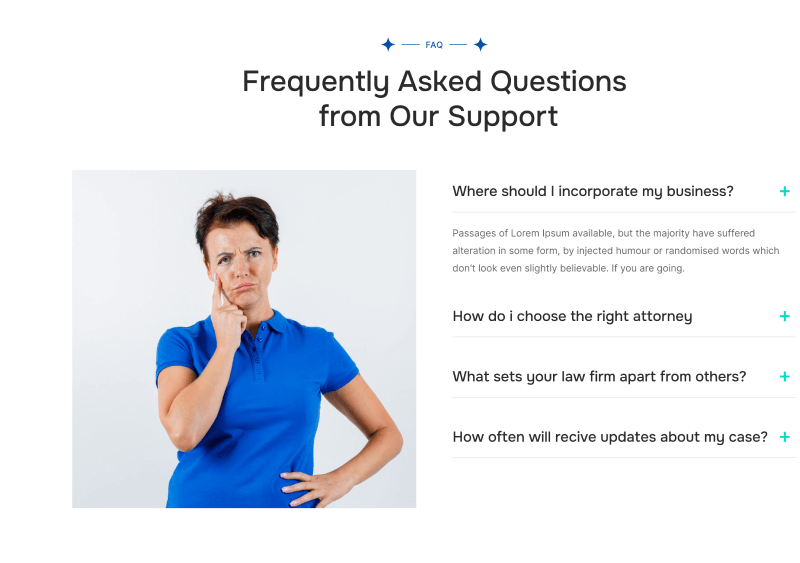 FAQ
Frequently Asked Questions
from Our Support
Where should I incorporate my business?
Passages of Lorem Ipsum available, but the majority have suffered
alteration in some form, by injected humour or randomised words which
don't look even slightly believable. If you are going.
How do i choose the right attorney
What sets your law firm apart from others?
How often will recive updates about my case?